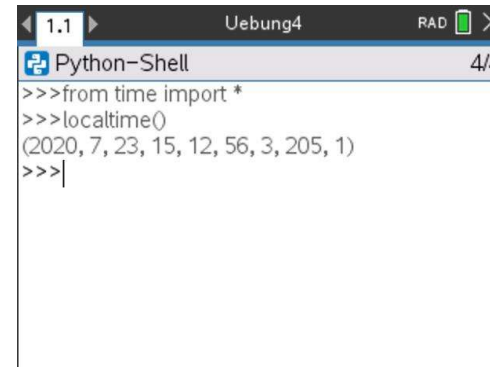 1.1 Uebung4 RAD
Python-Shell 4/
>>>from time import *
>>>localtime()
(2020, 7, 23, 15, 12, 56, 3, 205, 1)
>>>